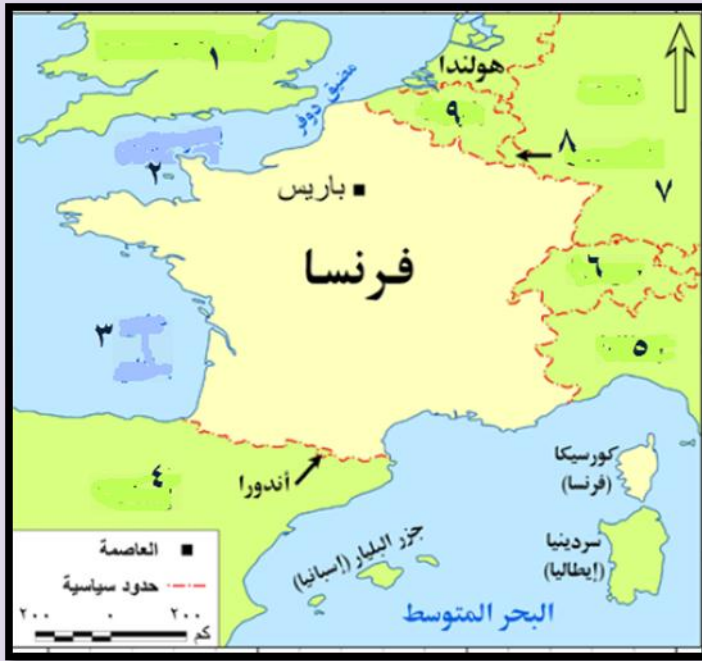 ١
هولندا
مضيق دوفر
٩
٨
٢
٧
باريس
فرنسا
٦
٣
٥
كورسيكا
(فرنسا)
٤
أندورا
جزر البليار (إسبانيا)
سردينيا
(إيطاليا)
البحر المتوسط
العاصمة
حدود سياسية
٢٠٠ ٠ ٢٠٠
كم